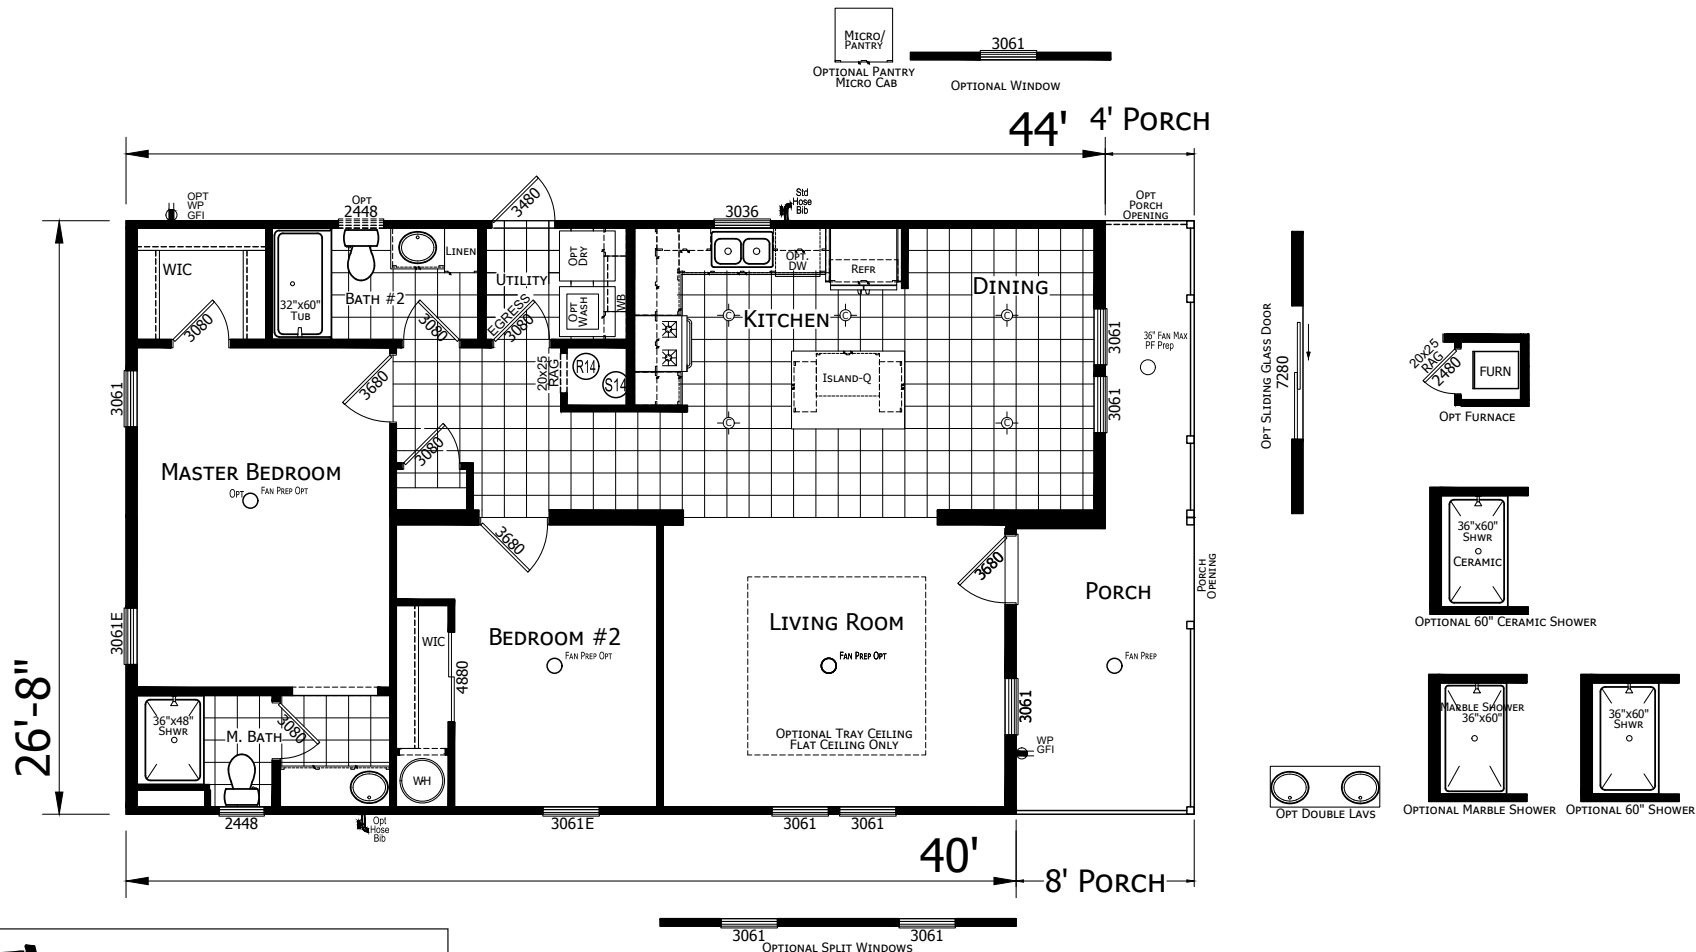 MICRO/
PANTRY
OPTIONAL PANTRY
MICRO CAB
3061
OPTIONAL WINDOW
44'
4' PORCH
OPT
WP
GFI
OPT
2448
3480
3036
Std
Hose
Bib
OPT
PORCH
OPENING
WIC
3080
32"x60"
TUB
BATH #2
LINEN
3080
UTILITY
EGRESS
3080
OPT
DRY
OPT
WASH
WB
OPT.
DW
REFR
KITCHEN
DINING
3061
3061
36" FAN MAX
PF PREP
20x25
RAG
R14
S14
ISLAND-Q
3061
3680
3080
MASTER BEDROOM
OPT
FAN PREP OPT
26'-8"
3061E
3680
BEDROOM #2
FAN PREP OPT
WIC
4880
LIVING ROOM
FAN PREP OPT
3680
PORCH
FAN PREP
PORCH
OPENING
3061
WP
GFI
OPTIONAL TRAY CEILING
FLAT CEILING ONLY
36"x48"
SHWR
M. BATH
3080
WH
2448
Opt
Hose
Bib
3061E
3061
3061
40'
8' PORCH
3061
3061
OPTIONAL SPLIT WINDOWS
OPT SLIDING GLASS DOOR
7280
20x25
RAG
2480
FURN
OPT FURNACE
36"x60"
SHWR
CERAMIC
OPTIONAL 60" CERAMIC SHOWER
MARBLE SHOWER
36"x60"
OPTIONAL MARBLE SHOWER
36"x60"
SHWR
OPTIONAL 60" SHOWER
OPT DOUBLE LAVS